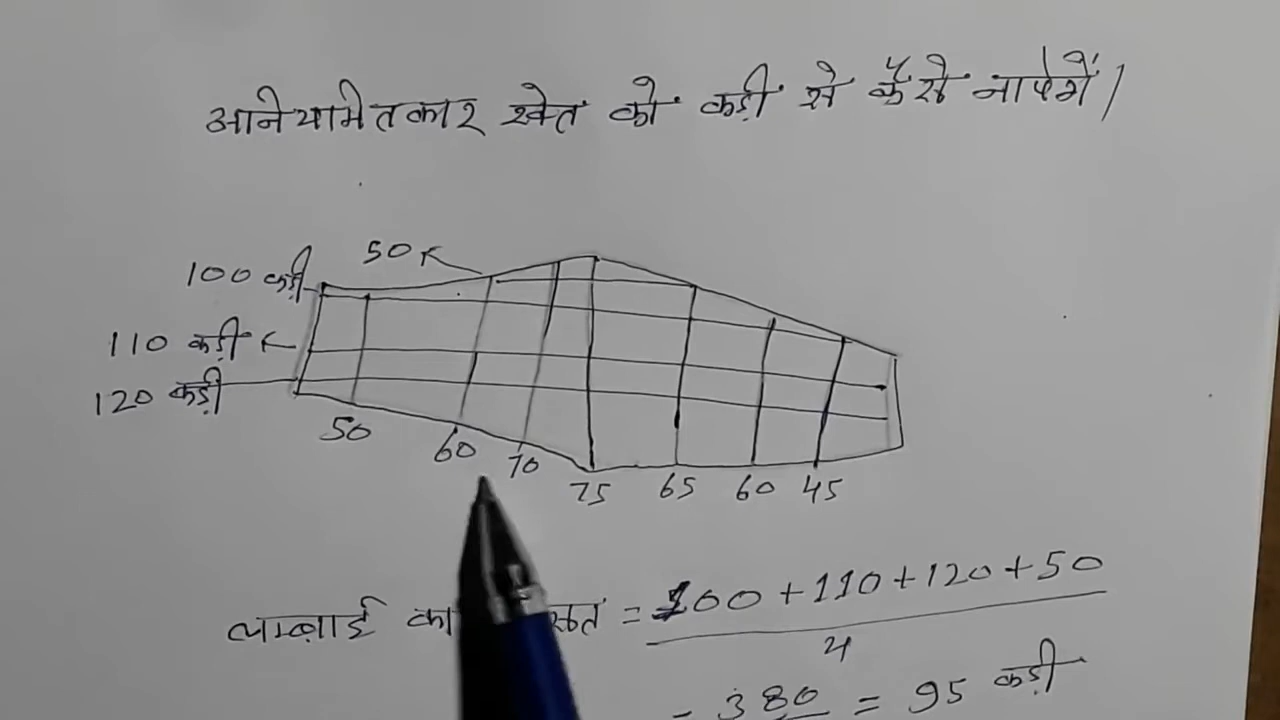 अनियामितकार खेत को कड़ी से कैसे नापेगें।
50
100 कड़ी
110 कड़ी
120 कड़ी
50 60 70 75 65 60 45
लम्बाई का = 100 + 110 + 120 + 50
4
= 380 = 95 कड़ी